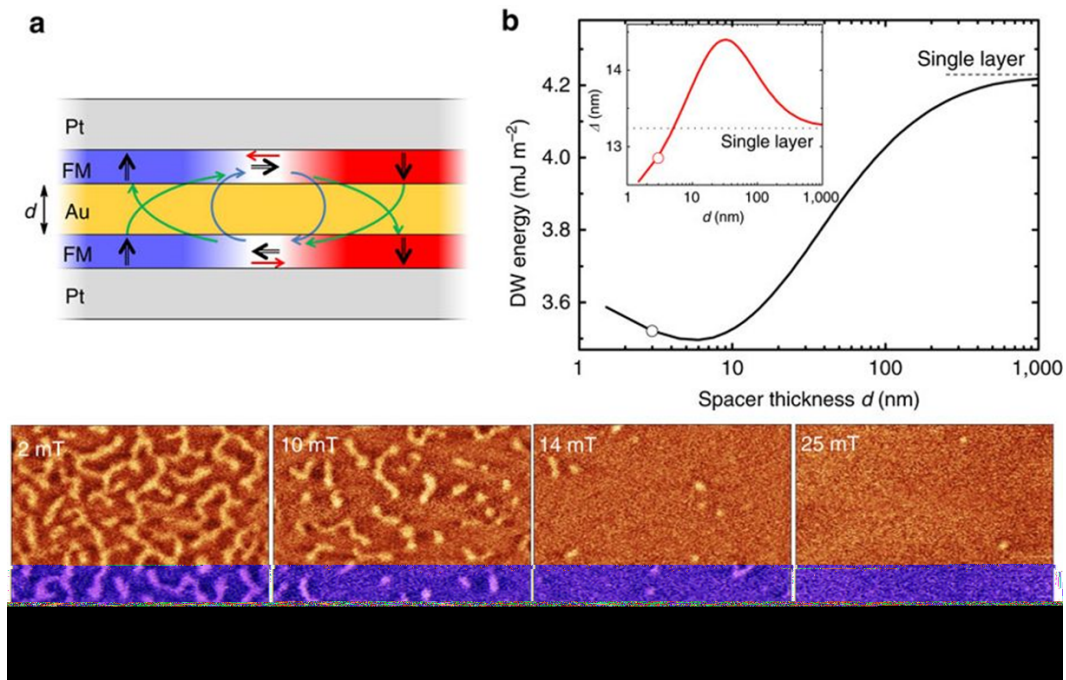 a
Pt
FM
d
Au
FM
Pt
b
DW energy (mJ m⁻²)
4.2
4.0
3.8
3.6
1
10
100
1,000
Spacer thickness d (nm)
Single layer
Δ (nm)
14
13
1
10
100
1,000
d (nm)
Single layer
2 mT
10 mT
14 mT
25 mT